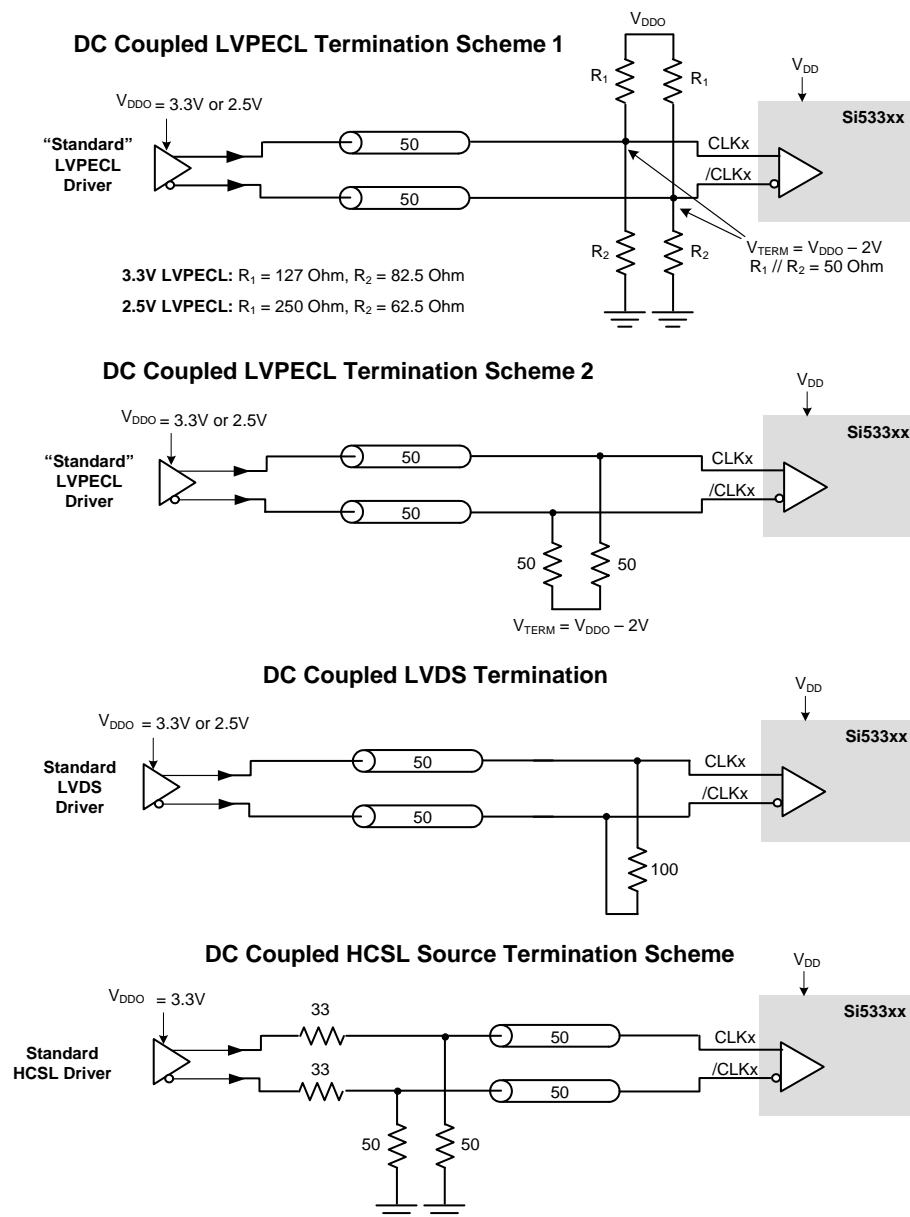 DC Coupled LVPECL Termination Scheme 1
VDDO
R1
R1
VDD
VDDO = 3.3V or 2.5V
Si533xx
“Standard”
LVPECL
Driver
50
CLKx
50
/CLKx
R2
R2
VTERM = VDDO – 2V
R1 // R2 = 50 Ohm
3.3V LVPECL: R1 = 127 Ohm, R2 = 82.5 Ohm
2.5V LVPECL: R1 = 250 Ohm, R2 = 62.5 Ohm
DC Coupled LVPECL Termination Scheme 2
VDD
VDDO = 3.3V or 2.5V
Si533xx
“Standard”
LVPECL
Driver
50
CLKx
50
/CLKx
50
50
VTERM = VDDO – 2V
DC Coupled LVDS Termination
VDD
VDDO = 3.3V or 2.5V
Si533xx
Standard
LVDS
Driver
50
CLKx
50
/CLKx
100
DC Coupled HCSL Source Termination Scheme
VDD
VDDO = 3.3V
Si533xx
Standard
HCSL Driver
33
50
CLKx
33
50
/CLKx
50
50